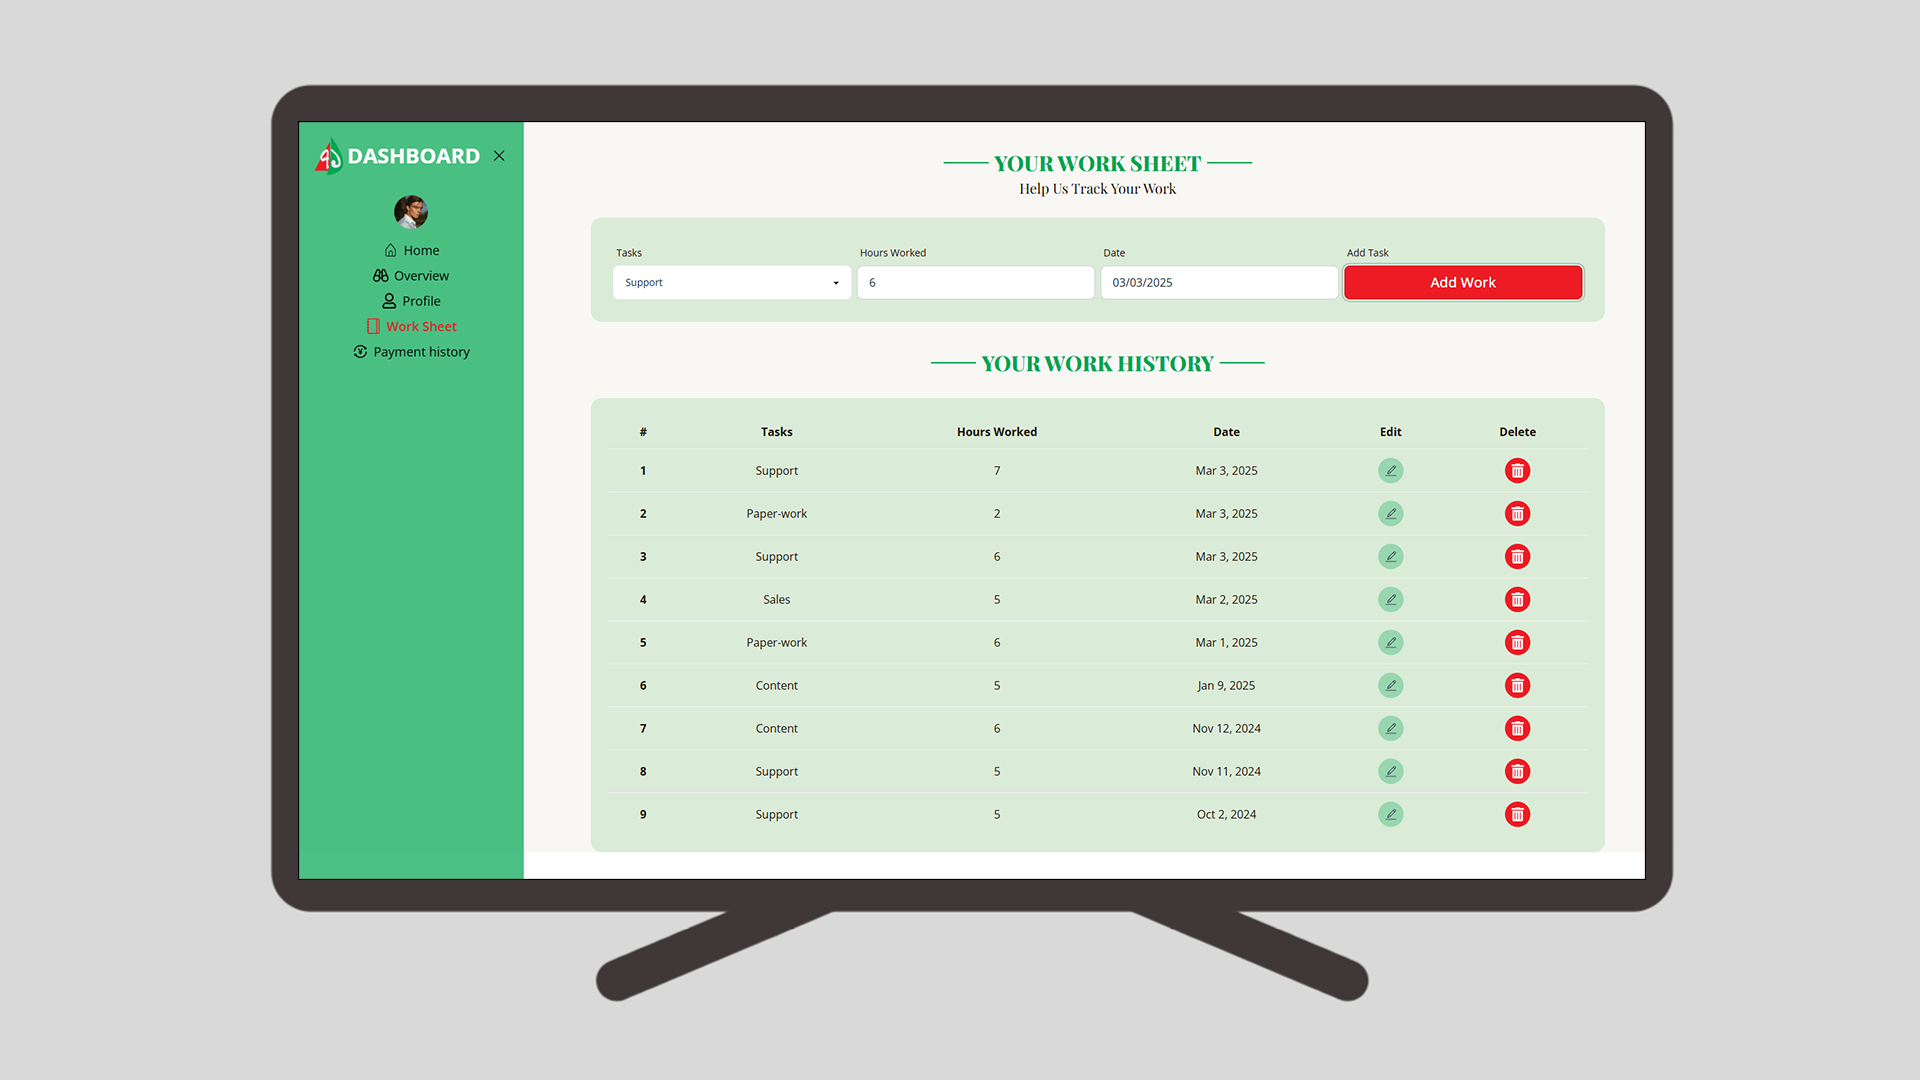 DASHBOARD
Home
Overview
Profile
Work Sheet
Payment history
YOUR WORK SHEET
Help Us Track Your Work
Tasks Hours Worked Date Add Task
Support 6 03/03/2025 Add Work
YOUR WORK HISTORY
# Tasks Hours Worked Date Edit Delete
1 Support 7 Mar 3, 2025
2 Paper-work 2 Mar 3, 2025
3 Support 6 Mar 3, 2025
4 Sales 5 Mar 2, 2025
5 Paper-work 6 Mar 1, 2025
6 Content 5 Jan 9, 2025
7 Content 6 Nov 12, 2024
8 Support 5 Nov 11, 2024
9 Support 5 Oct 2, 2024